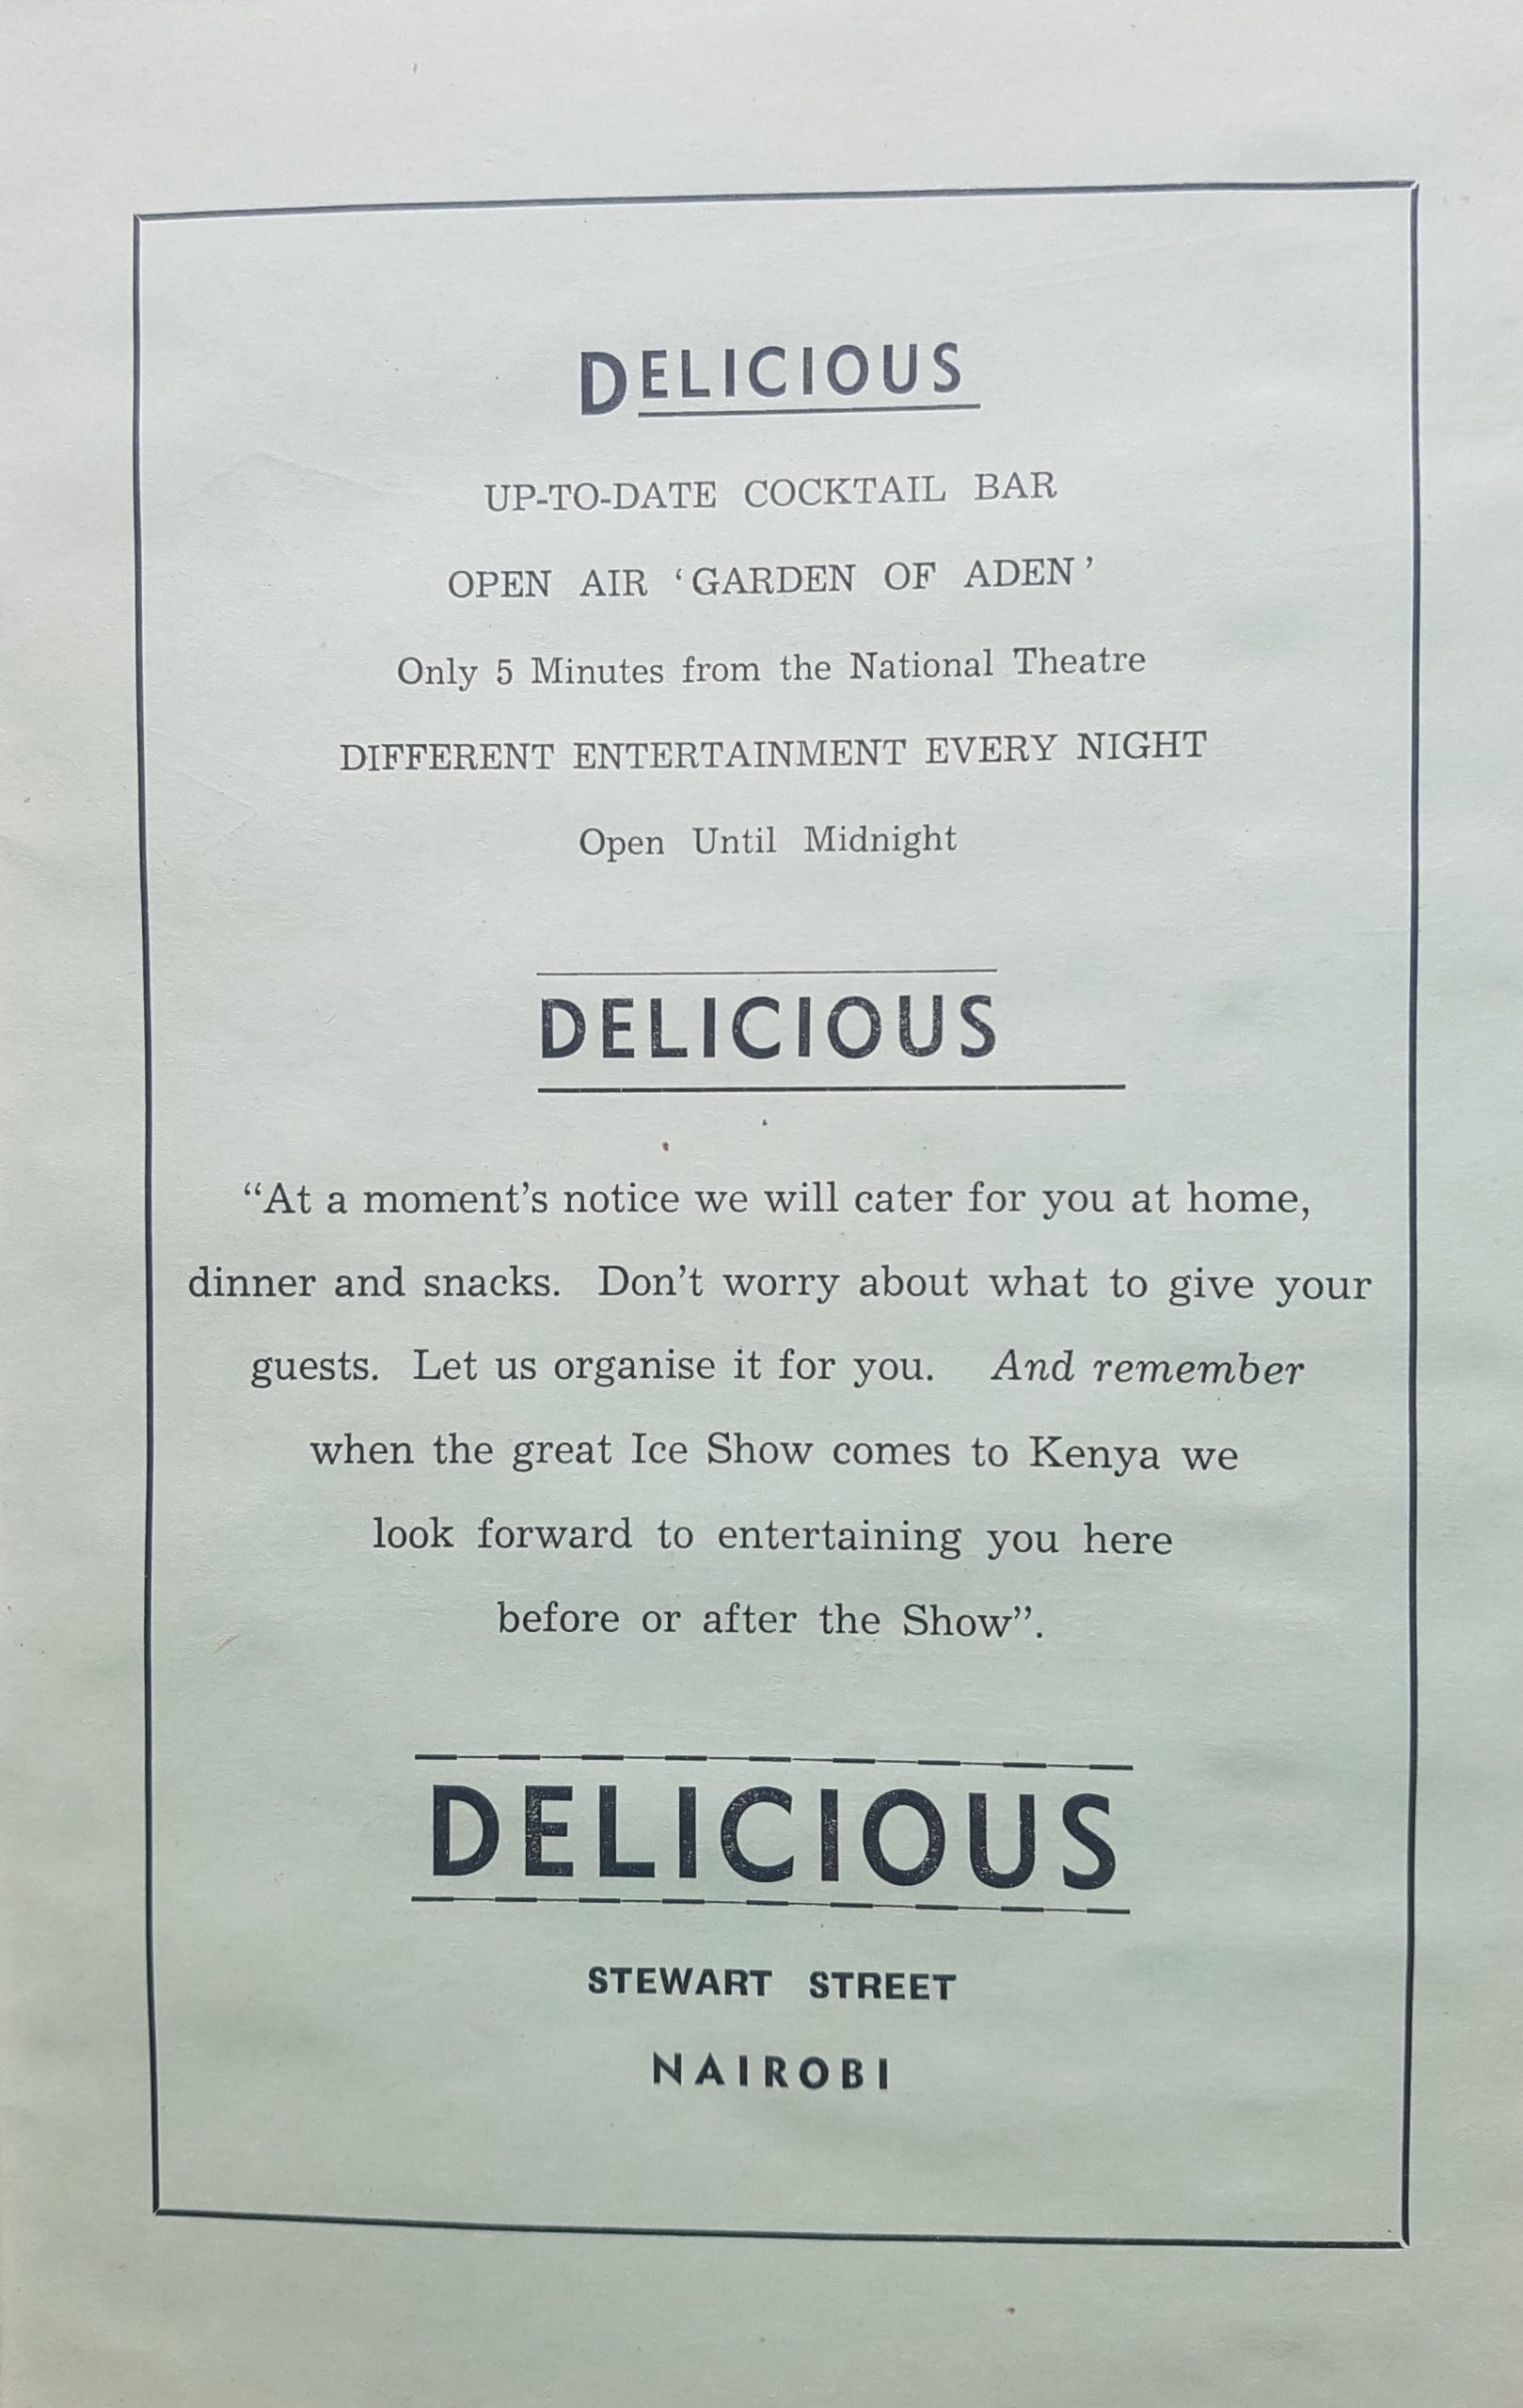 DELICIOUS
UP-TO-DATE COCKTAIL BAR
OPEN AIR ‘GARDEN OF ADEN’
Only 5 Minutes from the National Theatre
DIFFERENT ENTERTAINMENT EVERY NIGHT
Open Until Midnight
DELICIOUS
“At a moment’s notice we will cater for you at home,
dinner and snacks. Don’t worry about what to give your
guests. Let us organise it for you. And remember
when the great Ice Show comes to Kenya we
look forward to entertaining you here
before or after the Show”.
DELICIOUS
STEWART STREET
NAIROBI